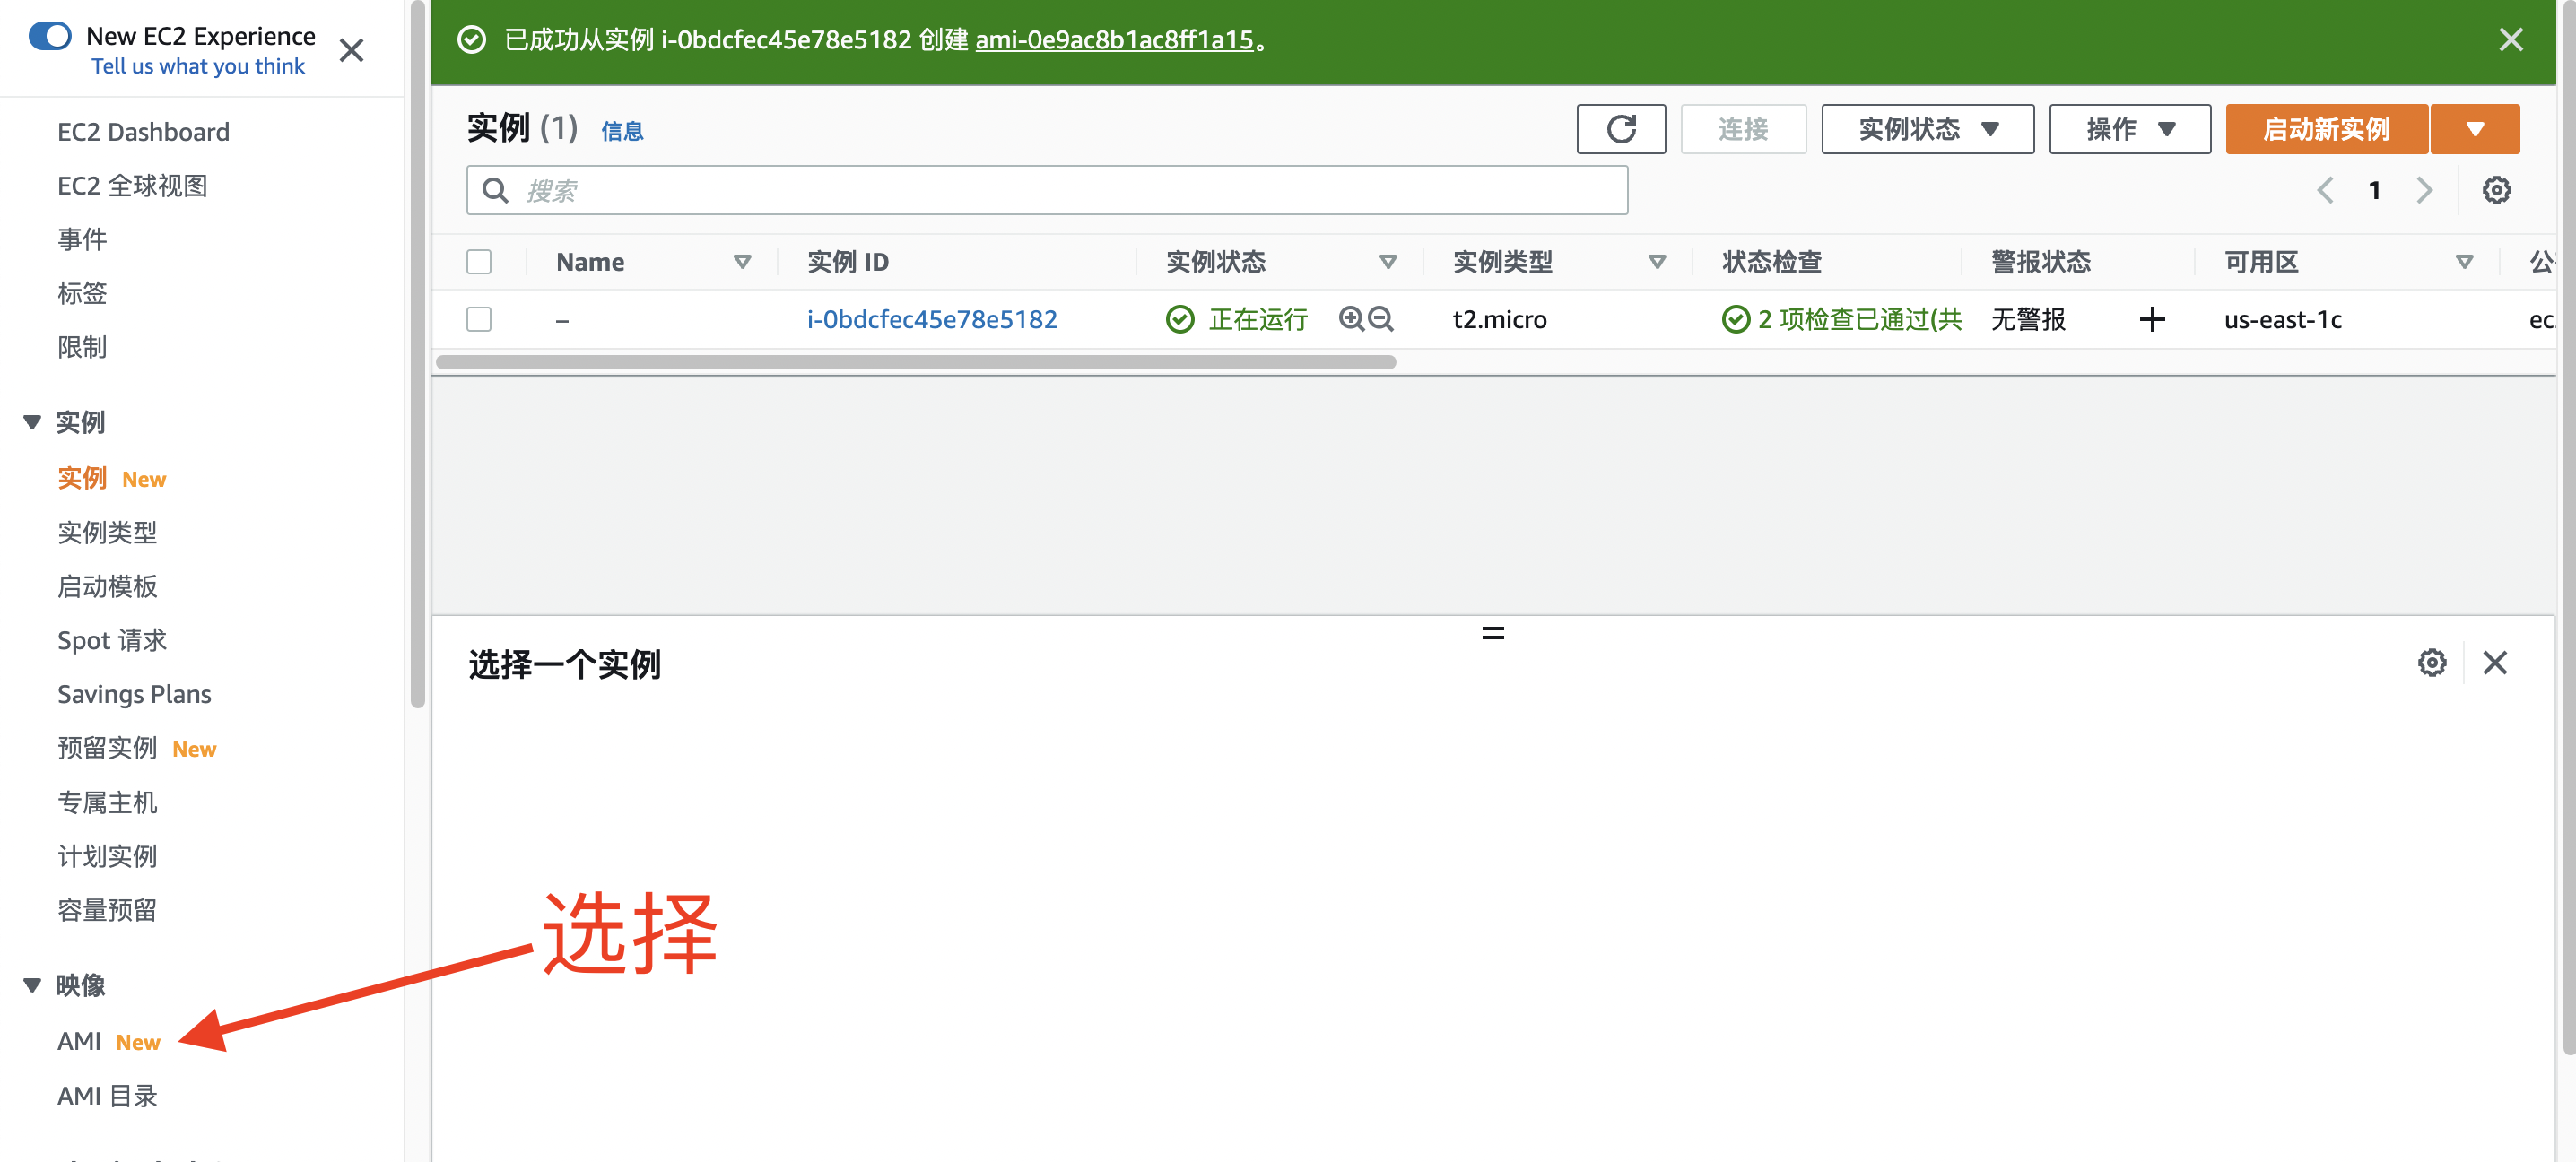 New EC2 Experience
Tell us what you think
EC2 Dashboard
EC2 全球视图
事件
标签
限制
实例
实例 New
实例类型
启动模板
Spot 请求
Savings Plans
预留实例 New
专属主机
计划实例
容量预留
映像
AMI New
AMI 目录
已成功从实例 i-0bdcfec45e78e5182 创建 ami-0e9ac8b1ac8ff1a15。
实例 (1) 信息
连接 实例状态 操作 启动新实例
搜索
1
Name 实例 ID 实例状态 实例类型 状态检查 警报状态 可用区 公
– i-0bdcfec45e78e5182 正在运行 t2.micro 2 项检查已通过(共 无警报 us-east-1c ec
选择一个实例
选择